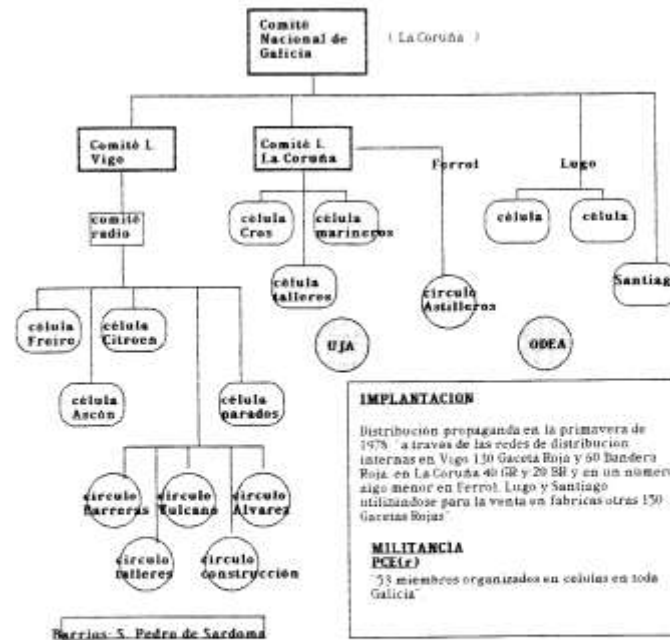 Comité
Nacional de
Galicia
( La Coruña )
Comité L
Vigo
Comité L
La Coruña
Ferrol
Lugo
comité
radio
célula
Cros
célula
marineros
célula
célula
célula
talleres
círculo
Astilleros
Santiag
célula
Freire
célula
Citroen
UJA
ODEA
célula
Ascón
célula
parados
círculo
Barreras
círculo
Vulcano
círculo
Alvarez
círculo
talleres
círculo
construcción
Barrios: S. Pedro de Sardoma
IMPLANTACION
Distribución propaganda en la primavera de
1978 "a traves de las redes de distribucion
internas en Vigo 130 Gaceta Roja y 60 Bandera
Roja, en La Coruña 40 GR y 20 BR y en un numero
algo menor en Ferrol, Lugo y Santiago
utilizándose para la venta en fabricas otras 150
Gacetas Rojas"
MILITANCIA
PCE(r)
"53 miembros organizados en celulas en toda
Galicia"